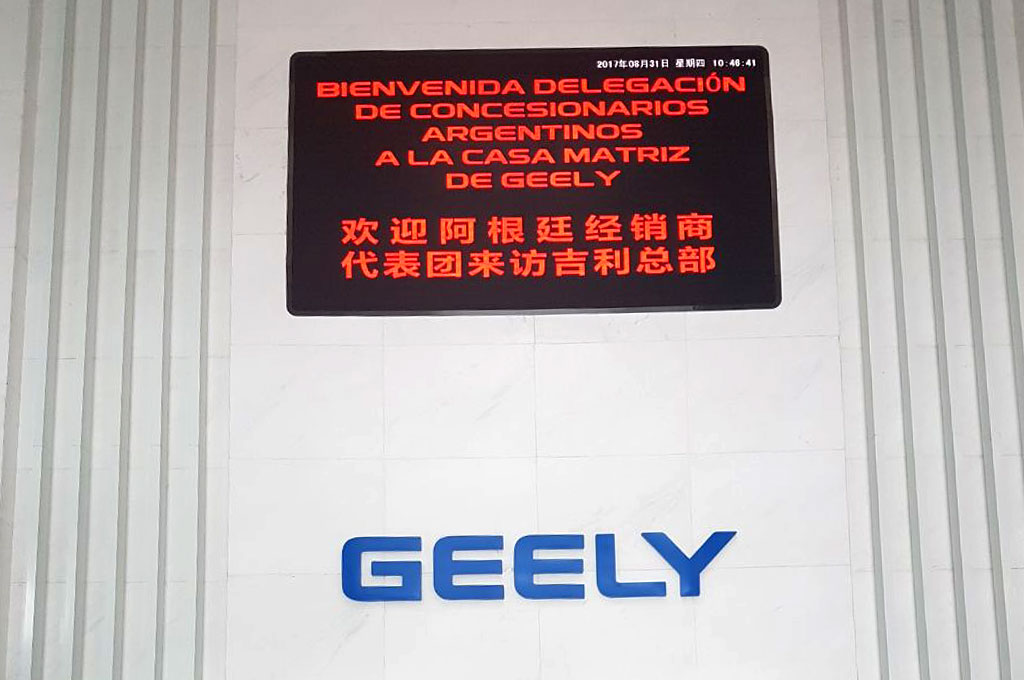 2017年08月31日 星期四 10:46:41
BIENVENIDA DELEGACIÓN
DE CONCESIONARIOS
ARGENTINOS
A LA CASA MATRIZ
DE GEELY
欢迎阿根廷经销商
代表团来访吉利总部
GEELY